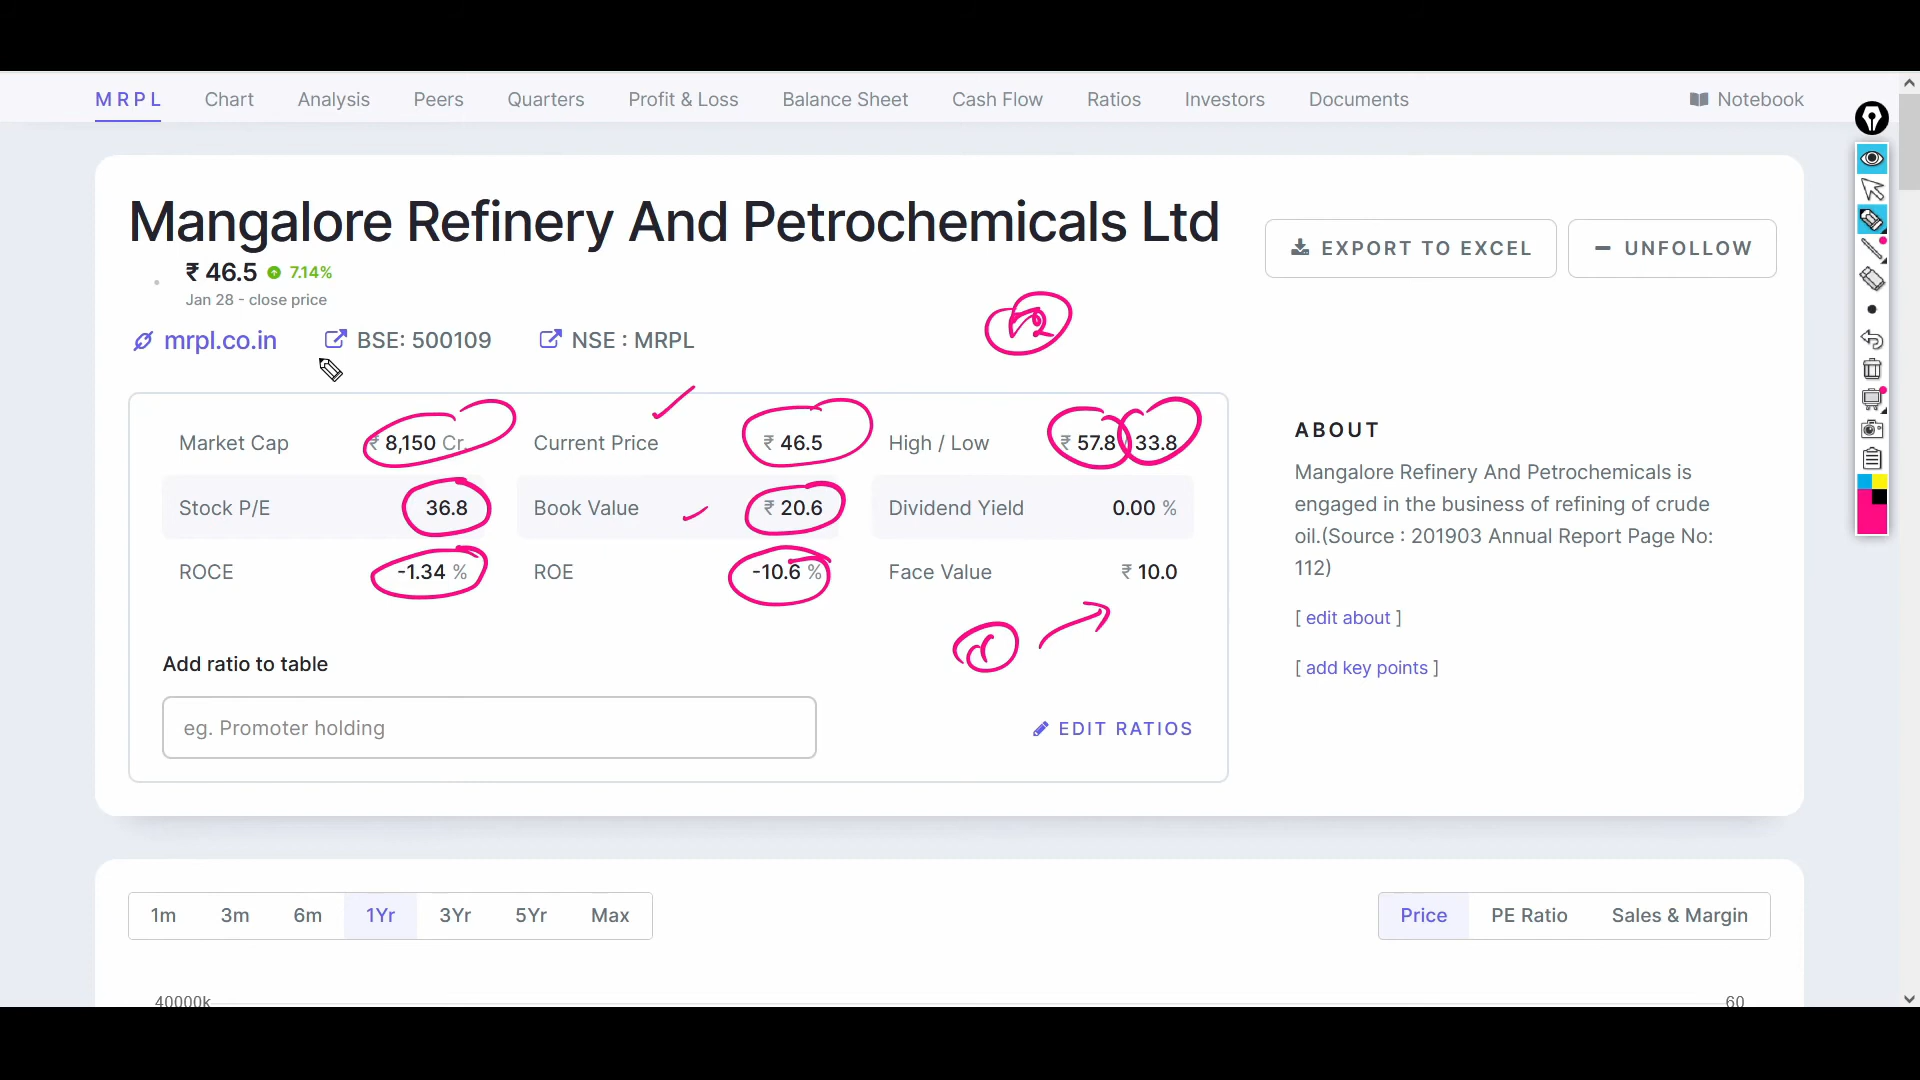 MRPL Chart Analysis Peers Quarters Profit & Loss Balance Sheet Cash Flow Ratios Investors Documents Notebook
Mangalore Refinery And Petrochemicals Ltd
EXPORT TO EXCEL UNFOLLOW
₹ 46.5 7.14%
Jan 28 - close price
mrpl.co.in BSE: 500109 NSE : MRPL
Market Cap ₹ 8,150 Cr. Current Price ₹ 46.5 High / Low ₹ 57.8 33.8
Stock P/E 36.8 Book Value ₹ 20.6 Dividend Yield 0.00 %
ROCE -1.34 % ROE -10.6 % Face Value ₹ 10.0
Add ratio to table
eg. Promoter holding
EDIT RATIOS
ABOUT
Mangalore Refinery And Petrochemicals is
engaged in the business of refining of crude
oil.(Source : 201903 Annual Report Page No:
112)
[ edit about ]
[ add key points ]
1m 3m 6m 1Yr 3Yr 5Yr Max
Price PE Ratio Sales & Margin
40000k 60